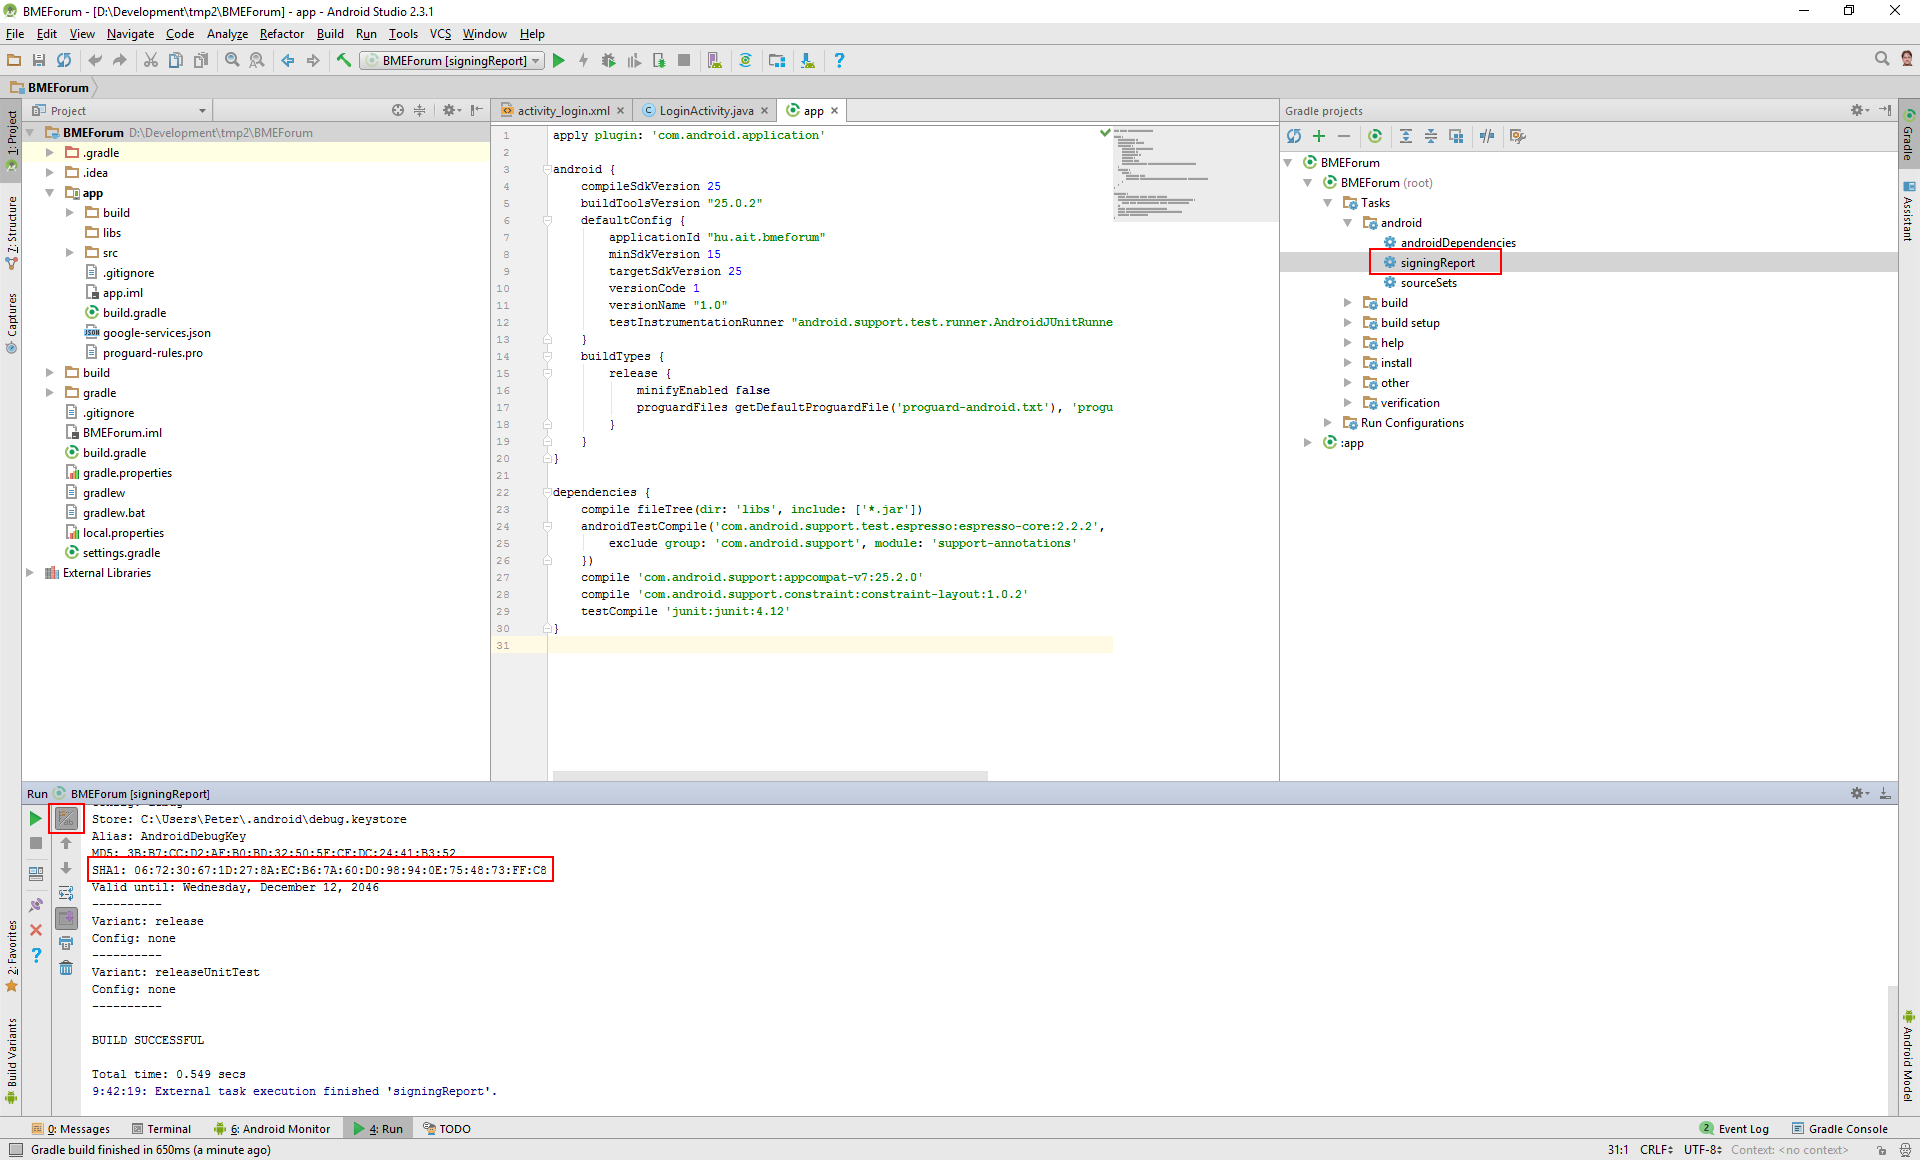 BMEForum - [D:\Development\tmp2\BMEForum] - app - Android Studio 2.3.1
File Edit View Navigate Code Analyze Refactor Build Run Tools VCS Window Help
BMEForum [signingReport]
BMEForum
Project
activity_login.xml
LoginActivity.java
app
Gradle projects
1: Project
7: Structure
Captures
2: Favorites
Build Variants
BMEForum D:\Development\tmp2\BMEForum
.gradle
.idea
app
build
libs
src
.gitignore
app.iml
build.gradle
google-services.json
proguard-rules.pro
build
gradle
.gitignore
BMEForum.iml
build.gradle
gradle.properties
gradlew
gradlew.bat
local.properties
settings.gradle
External Libraries
1 apply plugin: 'com.android.application'
2
3 android {
4 compileSdkVersion 25
5 buildToolsVersion "25.0.2"
6 defaultConfig {
7 applicationId "hu.ait.bmeforum"
8 minSdkVersion 15
9 targetSdkVersion 25
10 versionCode 1
11 versionName "1.0"
12 testInstrumentationRunner "android.support.test.runner.AndroidJUnitRunne
13 }
14 buildTypes {
15 release {
16 minifyEnabled false
17 proguardFiles getDefaultProguardFile('proguard-android.txt'), 'progu
18 }
19 }
20 }
21
22 dependencies {
23 compile fileTree(dir: 'libs', include: ['*.jar'])
24 androidTestCompile('com.android.support.test.espresso:espresso-core:2.2.2',
25 exclude group: 'com.android.support', module: 'support-annotations'
26 })
27 compile 'com.android.support:appcompat-v7:25.2.0'
28 compile 'com.android.support.constraint:constraint-layout:1.0.2'
29 testCompile 'junit:junit:4.12'
30 }
31
BMEForum
BMEForum (root)
Tasks
android
androidDependencies
signingReport
sourceSets
build
build setup
help
install
other
verification
Run Configurations
:app
Gradle
Assistant
Android Model
Run BMEForum [signingReport]
Store: C:\Users\Peter\.android\debug.keystore
Alias: AndroidDebugKey
MD5: 3B:B7:CC:D2:AF:B0:BD:32:50:5F:CF:DC:24:41:B3:52
SHA1: 06:72:30:67:1D:27:8A:EC:B6:7A:60:D0:98:94:0E:75:48:73:FF:C8
Valid until: Wednesday, December 12, 2046
----------
Variant: release
Config: none
----------
Variant: releaseUnitTest
Config: none
----------
BUILD SUCCESSFUL
Total time: 0.549 secs
9:42:19: External task execution finished 'signingReport'.
0: Messages Terminal 6: Android Monitor 4: Run TODO
2 Event Log Gradle Console
Gradle build finished in 650ms (a minute ago)
31:1 CRLF UTF-8 Context: <no context>